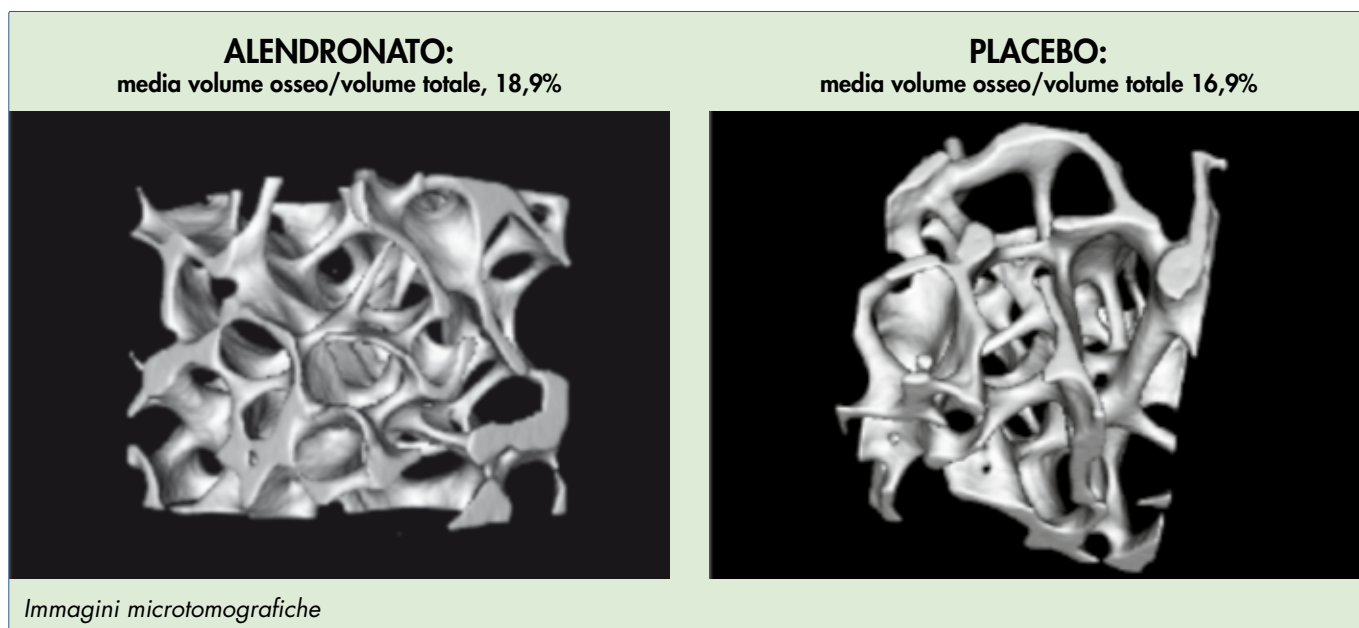 ALENDRONATO:
media volume osseo/volume totale, 18,9%
PLACEBO:
media volume osseo/volume totale 16,9%
Immagini microtomografiche